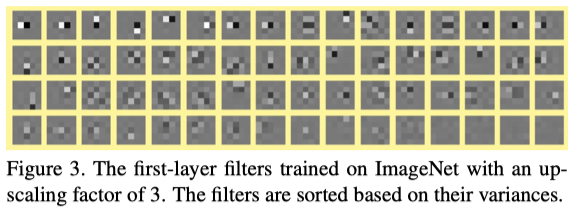 Figure 3. The first-layer filters trained on ImageNet with an up-
scaling factor of 3. The filters are sorted based on their variances.